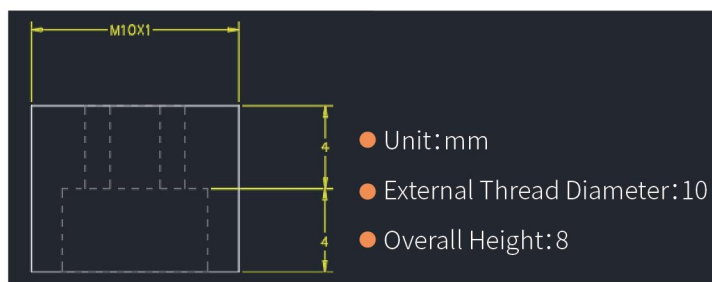 M10X1
4
4
Unit:mm
External Thread Diameter:10
Overall Height:8